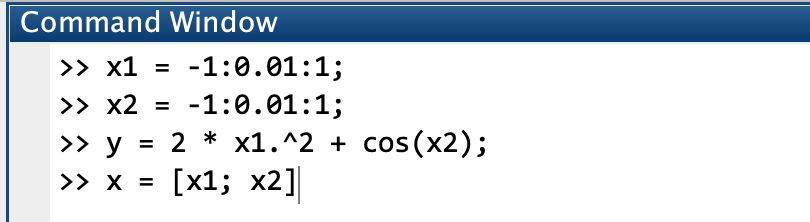 Command Window
>> x1 = -1:0.01:1;
>> x2 = -1:0.01:1;
>> y = 2 * x1.^2 + cos(x2);
>> x = [x1; x2]